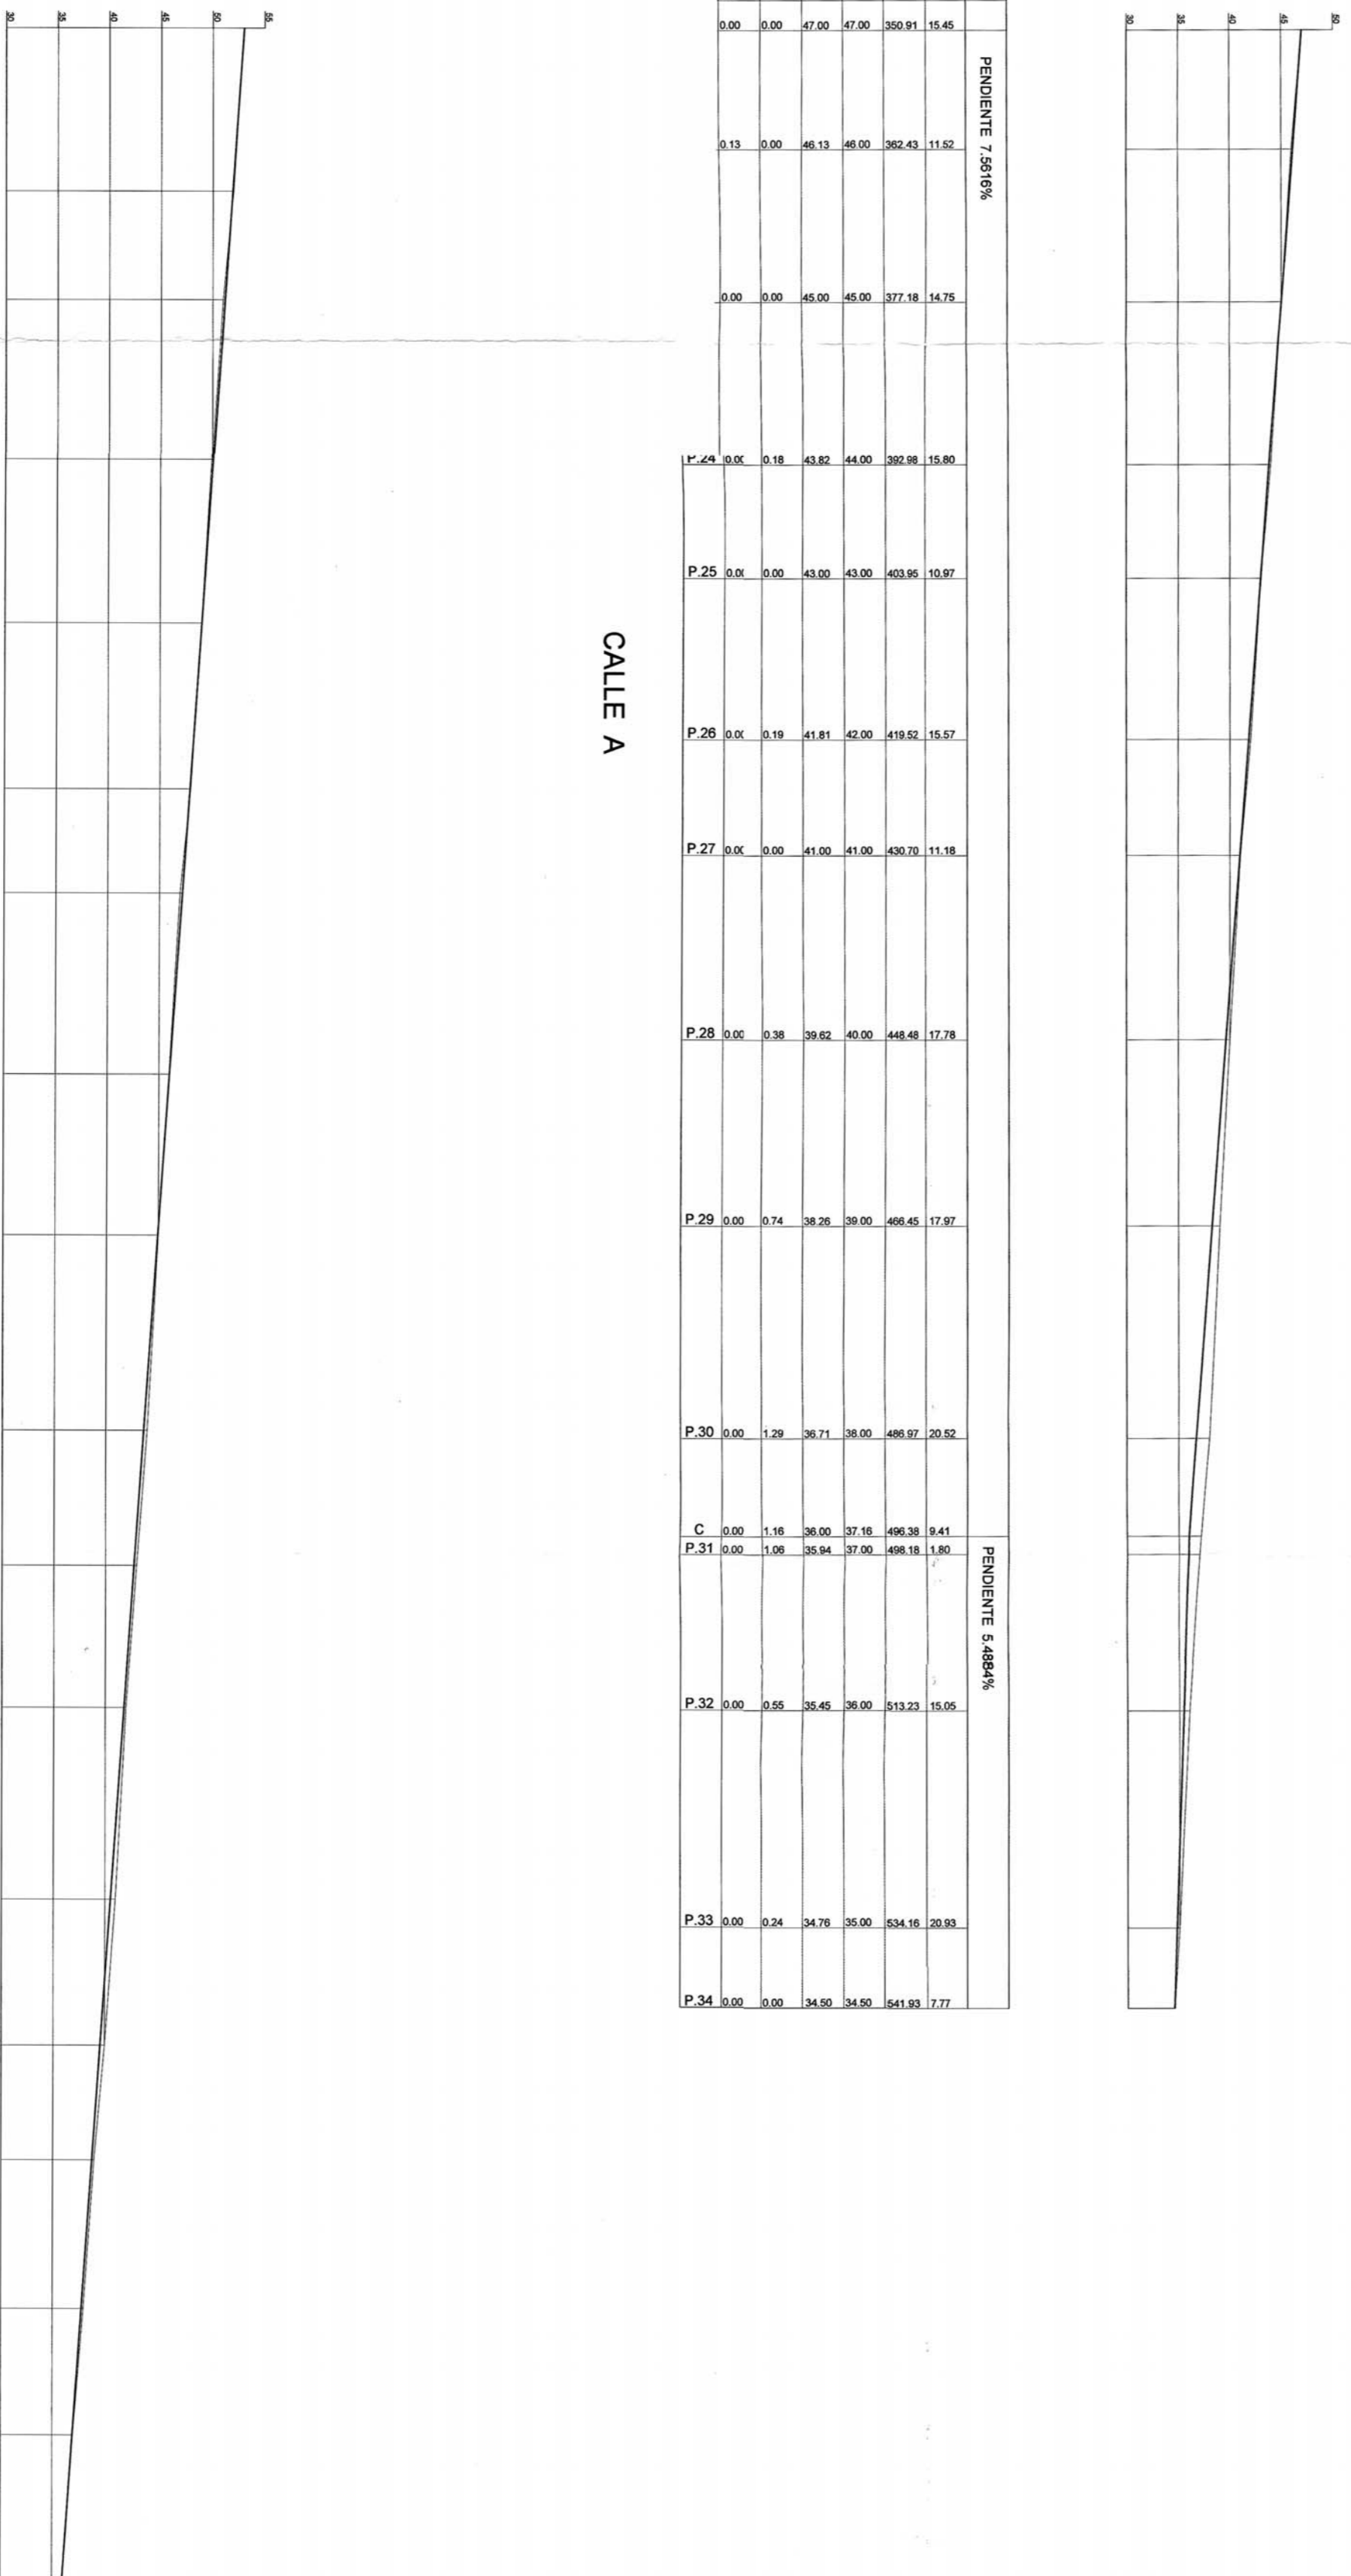 30 35 40 45 50 55
30 35 40 45 50
0.00 0.00 47.00 47.00 350.91 15.45
PENDIENTE 7.5616%
0.13 0.00 46.13 46.00 362.43 11.52
0.00 0.00 45.00 45.00 377.18 14.75
P.24 0.00 0.18 43.82 44.00 392.98 15.80
P.25 0.00 0.00 43.00 43.00 403.95 10.97
P.26 0.00 0.19 41.81 42.00 419.52 15.57
P.27 0.00 0.00 41.00 41.00 430.70 11.18
P.28 0.00 0.38 39.62 40.00 448.48 17.78
P.29 0.00 0.74 38.26 39.00 466.45 17.97
P.30 0.00 1.29 36.71 38.00 486.97 20.52
C 0.00 1.16 36.00 37.16 496.38 9.41
P.31 0.00 1.06 35.94 37.00 498.18 1.80
PENDIENTE 5.4884%
P.32 0.00 0.55 35.45 36.00 513.23 15.05
P.33 0.00 0.24 34.76 35.00 534.16 20.93
P.34 0.00 0.00 34.50 34.50 541.93 7.77
CALLE A